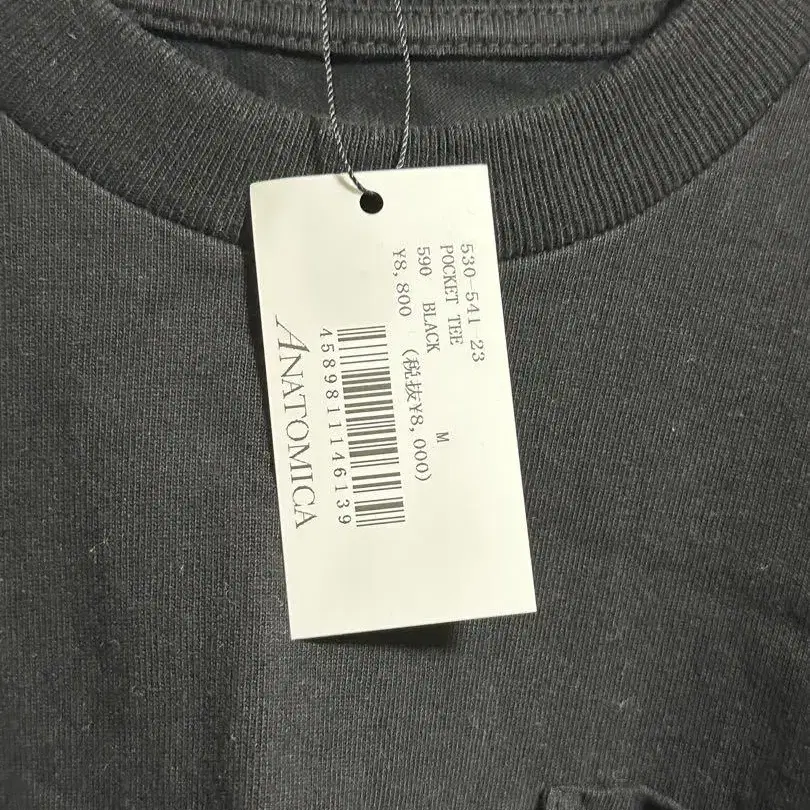 530-541-23
POCKET TEE
590 BLACK M
¥8,800 (税抜¥8,000)
4589811146139
ANATOMICA